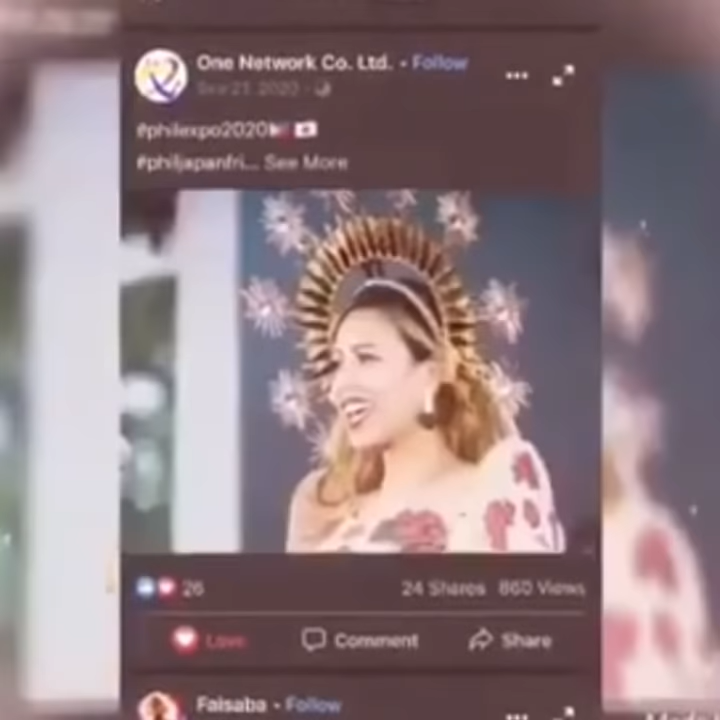 One Network Co. Ltd. · Follow
#philexpo2020
#philjapanfri... See More
26
24 Shares 860 Views
Love
Comment
Share
Faisaba · Follow